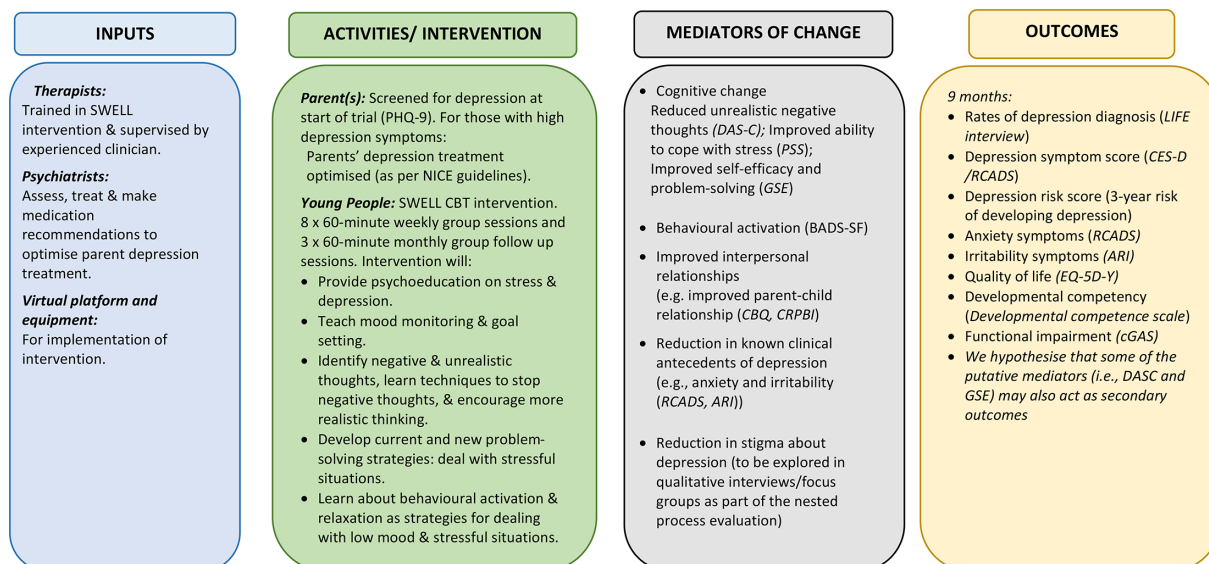 INPUTS
Therapists:
Trained in SWELL
intervention & supervised by
experienced clinician.
Psychiatrists:
Assess, treat & make
medication
recommendations to
optimise parent depression
treatment.
Virtual platform and
equipment:
For implementation of
intervention.
ACTIVITIES/ INTERVENTION
Parent(s): Screened for depression at
start of trial (PHQ-9). For those with high
depression symptoms:
Parents’ depression treatment
optimised (as per NICE guidelines).
Young People: SWELL CBT intervention.
8 x 60-minute weekly group sessions and
3 x 60-minute monthly group follow up
sessions. Intervention will:
• Provide psychoeducation on stress &
depression.
• Teach mood monitoring & goal
setting.
• Identify negative & unrealistic
thoughts, learn techniques to stop
negative thoughts, & encourage more
realistic thinking.
• Develop current and new problem-
solving strategies: deal with stressful
situations.
• Learn about behavioural activation &
relaxation as strategies for dealing
with low mood & stressful situations.
MEDIATORS OF CHANGE
• Cognitive change
Reduced unrealistic negative
thoughts (DAS-C); Improved ability
to cope with stress (PSS);
Improved self-efficacy and
problem-solving (GSE)
• Behavioural activation (BADS-SF)
• Improved interpersonal
relationships
(e.g. improved parent-child
relationship (CBQ, CRPBI)
• Reduction in known clinical
antecedents of depression
(e.g., anxiety and irritability
(RCADS, ARI))
• Reduction in stigma about
depression (to be explored in
qualitative interviews/focus
groups as part of the nested
process evaluation)
OUTCOMES
9 months:
• Rates of depression diagnosis (LIFE
interview)
• Depression symptom score (CES-D
/RCADS)
• Depression risk score (3-year risk
of developing depression)
• Anxiety symptoms (RCADS)
• Irritability symptoms (ARI)
• Quality of life (EQ-5D-Y)
• Developmental competency
(Developmental competence scale)
• Functional impairment (cGAS)
• We hypothesise that some of the
putative mediators (i.e., DASC and
GSE) may also act as secondary
outcomes